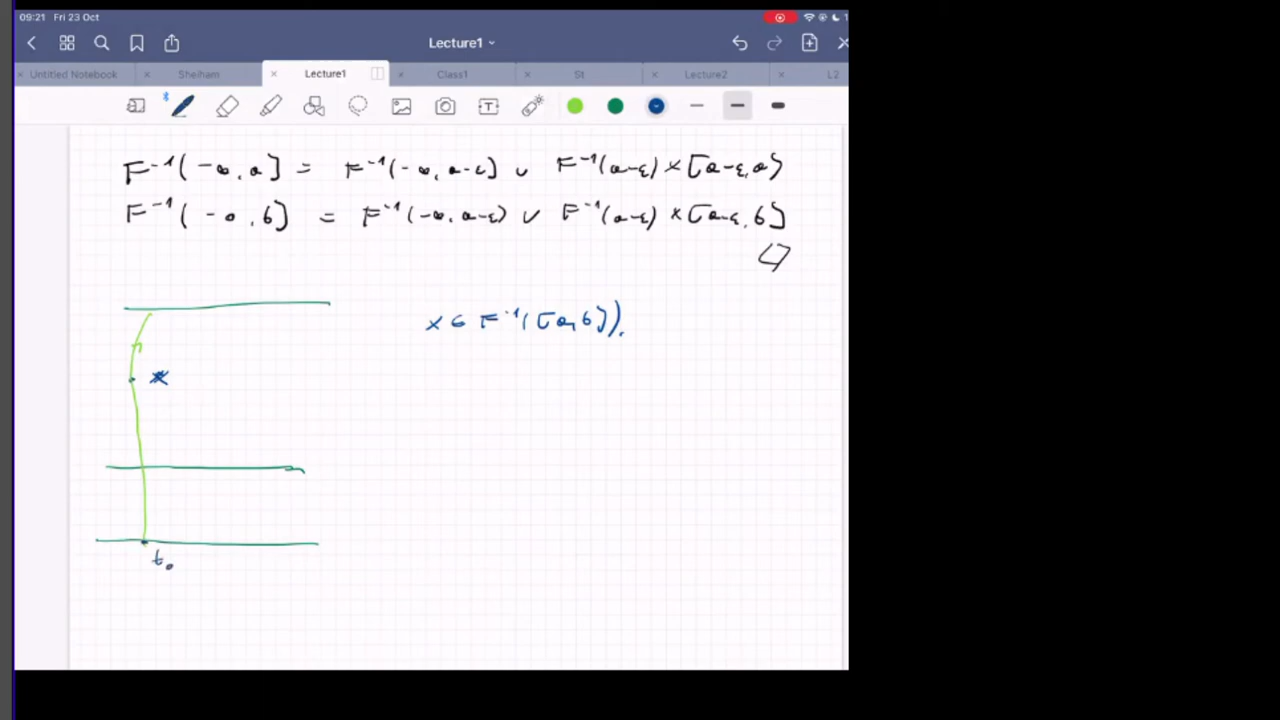 09:21 Fri 23 Oct
Lecture1
Untitled Notebook
Sheiham
Lecture1
Class1
St
Lecture2
L2
F⁻¹(-∞, a] = F⁻¹(-∞, a-ε] ∪ F⁻¹(a-ε) × [a-ε, a]
F⁻¹(-∞, b] = F⁻¹(-∞, a-ε) ∪ F⁻¹(a-ε) × [a-ε, b]
x ∈ F⁻¹([a, b]).
t₀